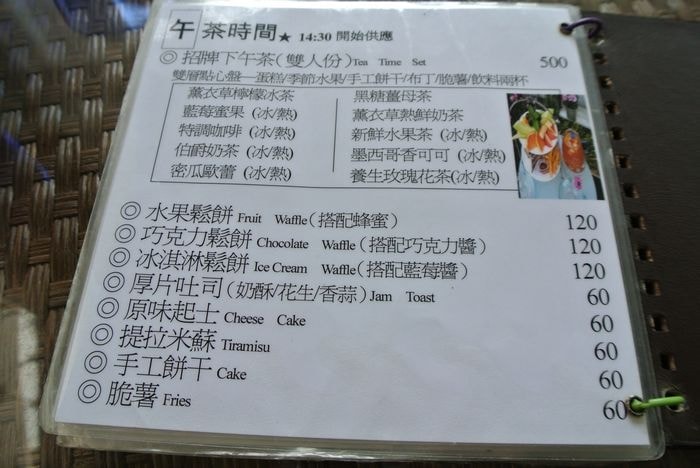 午茶時間★ 14:30 開始供應
◎招牌下午茶(雙人份)Tea Time Set 500
雙層點心盤—蛋糕/季節水果/手工餅干/布丁/脆薯/飲料兩杯
薰衣草檸檬冰茶 黑糖薑母茶
藍莓蜜果 (冰/熱) 薰衣草熱鮮奶茶
特調咖啡 (冰/熱) 新鮮水果茶 (冰/熱)
伯爵奶茶 (冰/熱) 墨西哥香可可 (冰/熱)
密瓜歐蕾 (冰/熱) 養生玫瑰花茶(冰/熱)
◎水果鬆餅 Fruit Waffle(搭配蜂蜜) 120
◎巧克力鬆餅 Chocolate Waffle(搭配巧克力醬) 120
◎冰淇淋鬆餅 Ice Cream Waffle(搭配藍莓醬) 120
◎厚片吐司(奶酥/花生/香蒜)Jam Toast 60
◎原味起士 Cheese Cake 60
◎提拉米蘇 Tiramisu 60
◎手工餅干 Cake 60
◎脆薯 Fries 60